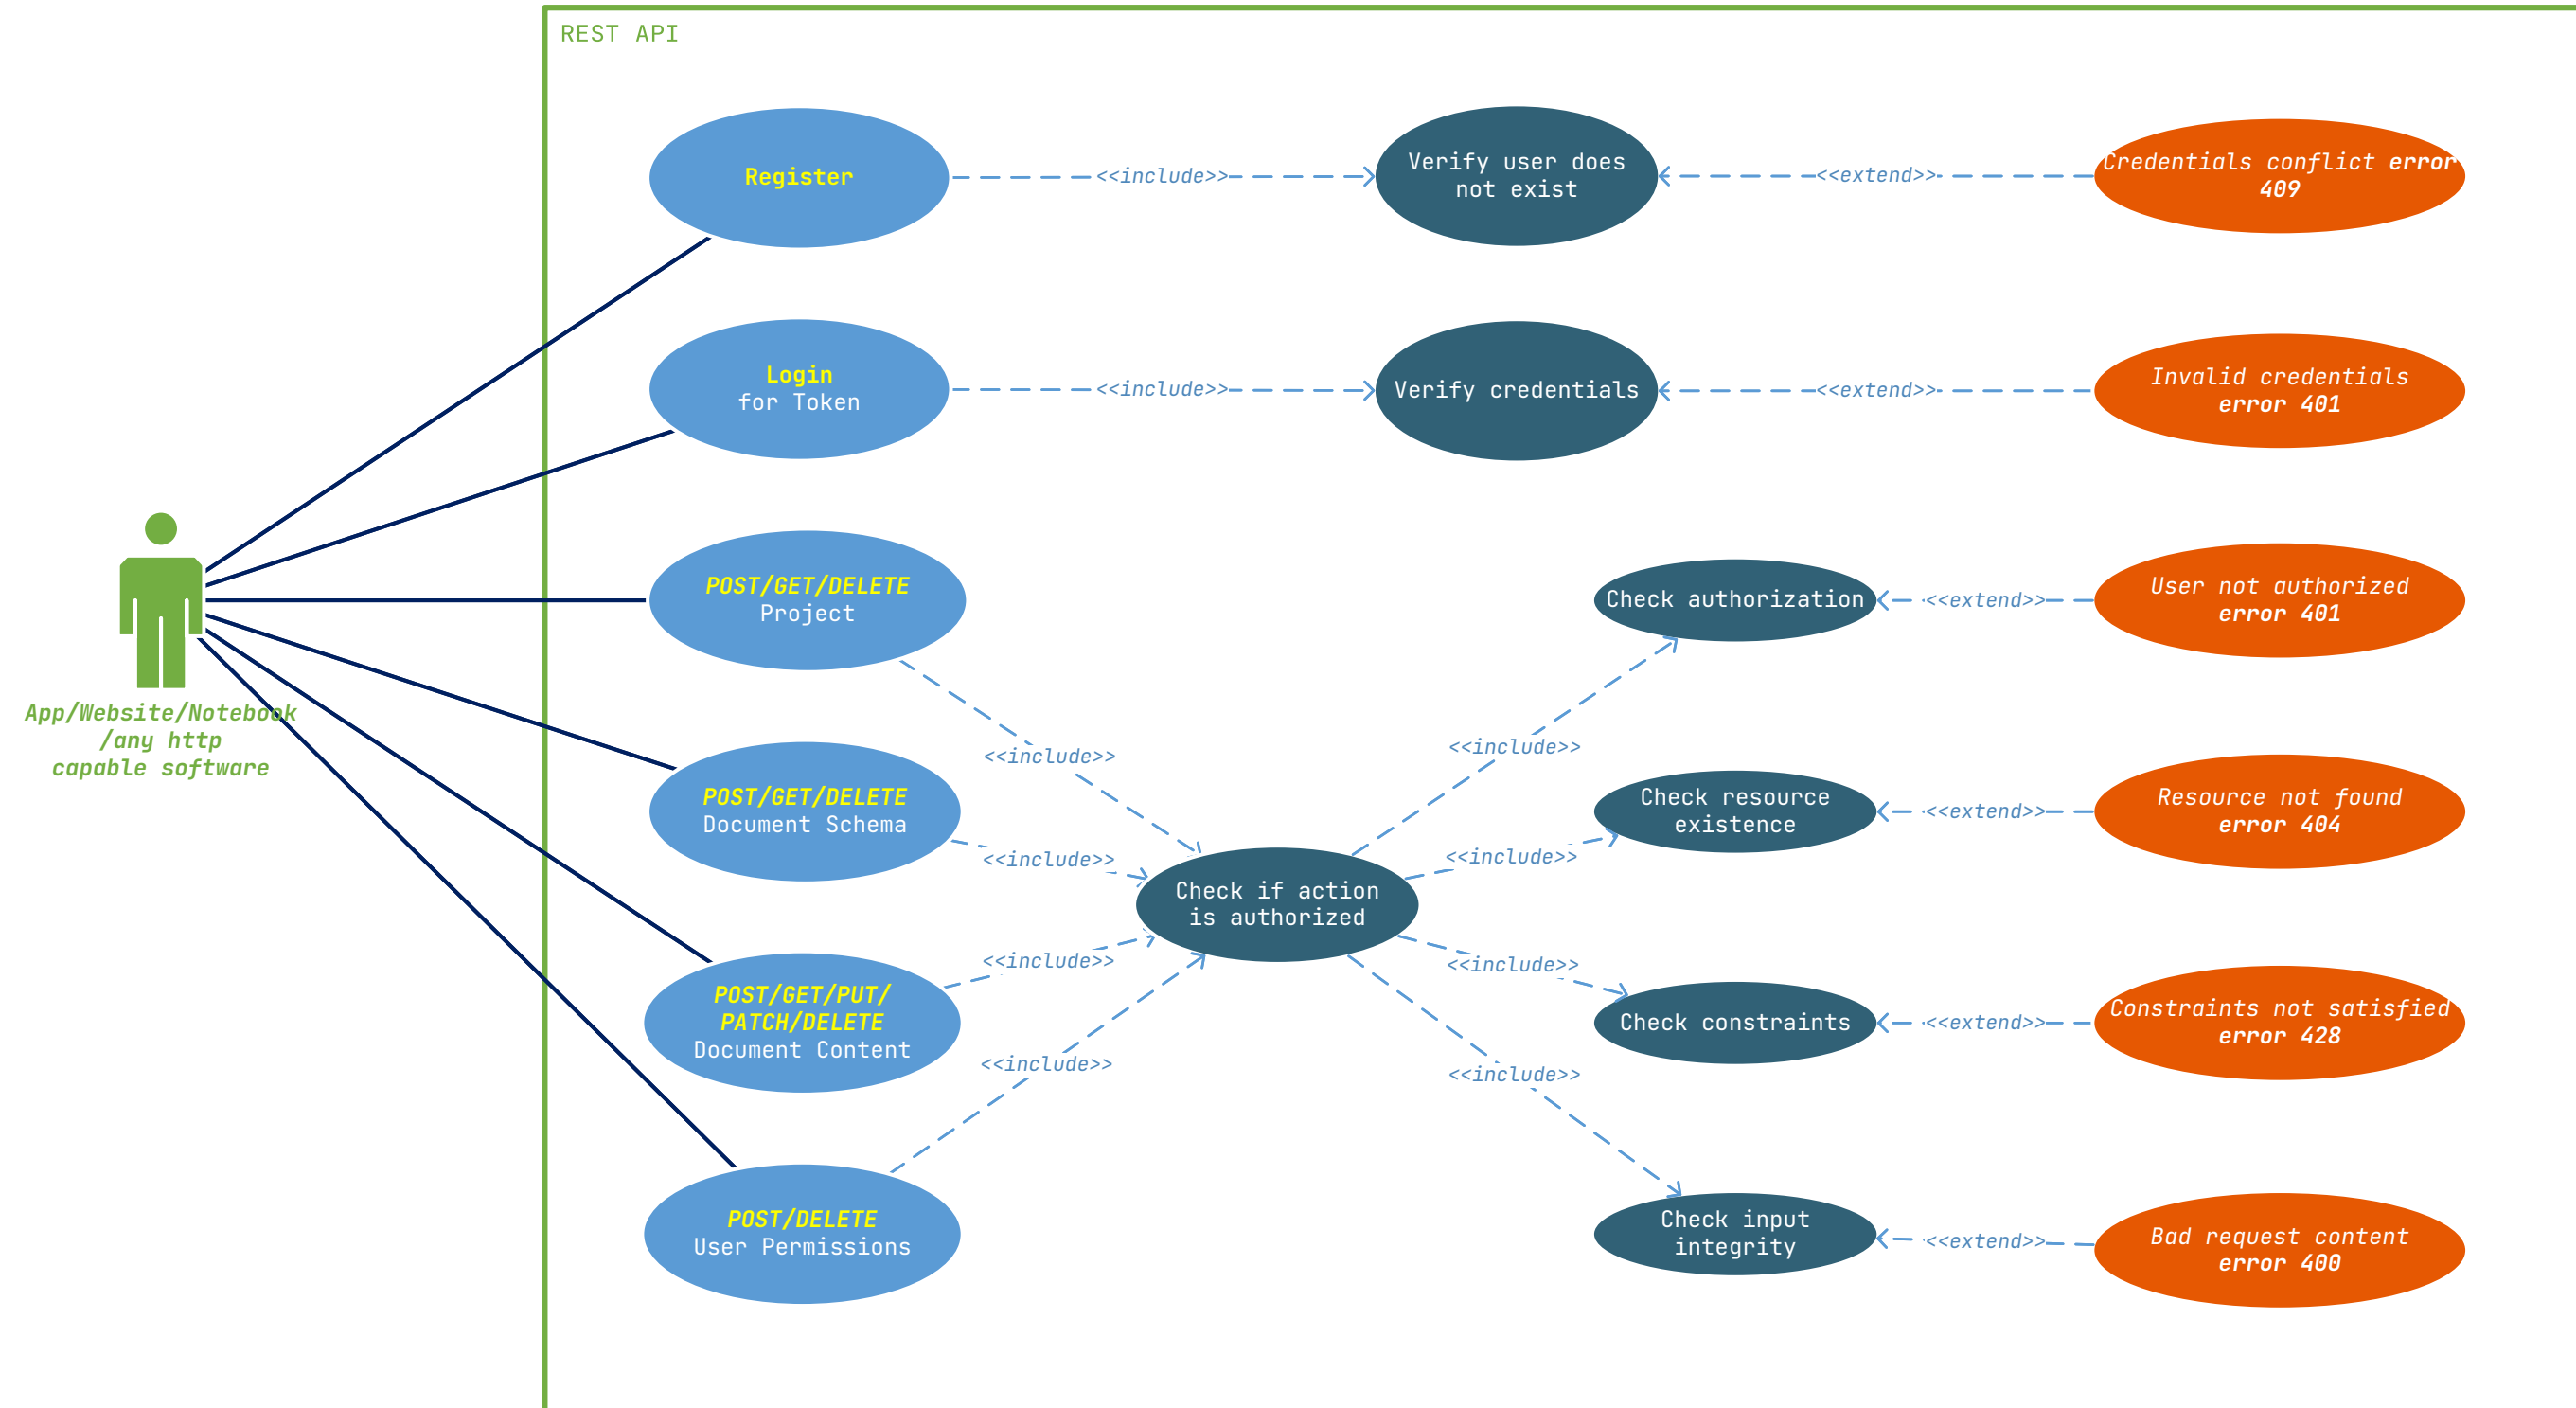 REST API
Register
<<include>>
Verify user does
not exist
<<extend>>
Credentials conflict error
409
Login
for Token
<<include>>
Verify credentials
<<extend>>
Invalid credentials
error 401
App/Website/Notebook
/any http
capable software
POST/GET/DELETE
Project
<<include>>
POST/GET/DELETE
Document Schema
<<include>>
POST/GET/PUT/
PATCH/DELETE
Document Content
<<include>>
POST/DELETE
User Permissions
<<include>>
Check if action
is authorized
<<include>>
Check authorization
<<extend>>
User not authorized
error 401
<<include>>
Check resource
existence
<<extend>>
Resource not found
error 404
<<include>>
Check constraints
<<extend>>
Constraints not satisfied
error 428
<<include>>
Check input
integrity
<<extend>>
Bad request content
error 400